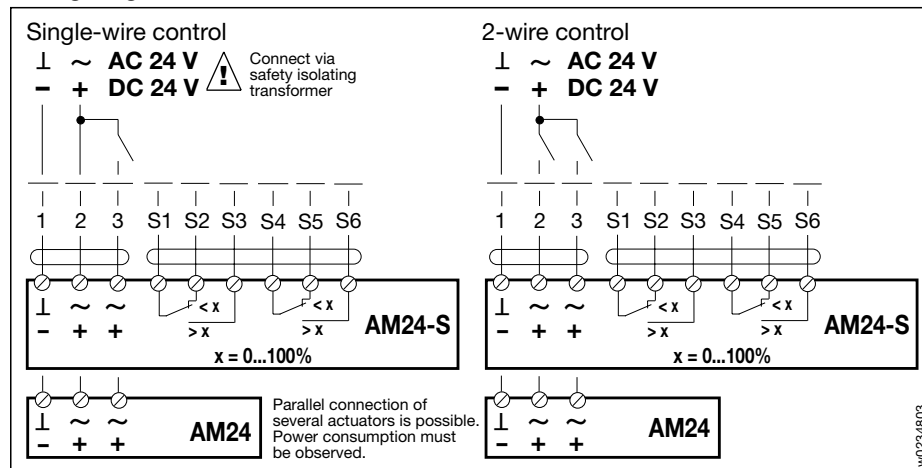 Single-wire control
⊥ ~ AC 24 V
− + DC 24 V
Connect via
safety isolating
transformer
1 2 3 S1 S2 S3 S4 S5 S6
⊥ ~ ~
− + +
< x
> x
< x
> x
AM24-S
x = 0...100%
⊥ ~ ~
− + +
AM24
Parallel connection of
several actuators is possible.
Power consumption must
be observed.
2-wire control
⊥ ~ AC 24 V
− + DC 24 V
1 2 3 S1 S2 S3 S4 S5 S6
⊥ ~ ~
− + +
< x
> x
< x
> x
AM24-S
x = 0...100%
⊥ ~ ~
− + +
AM24